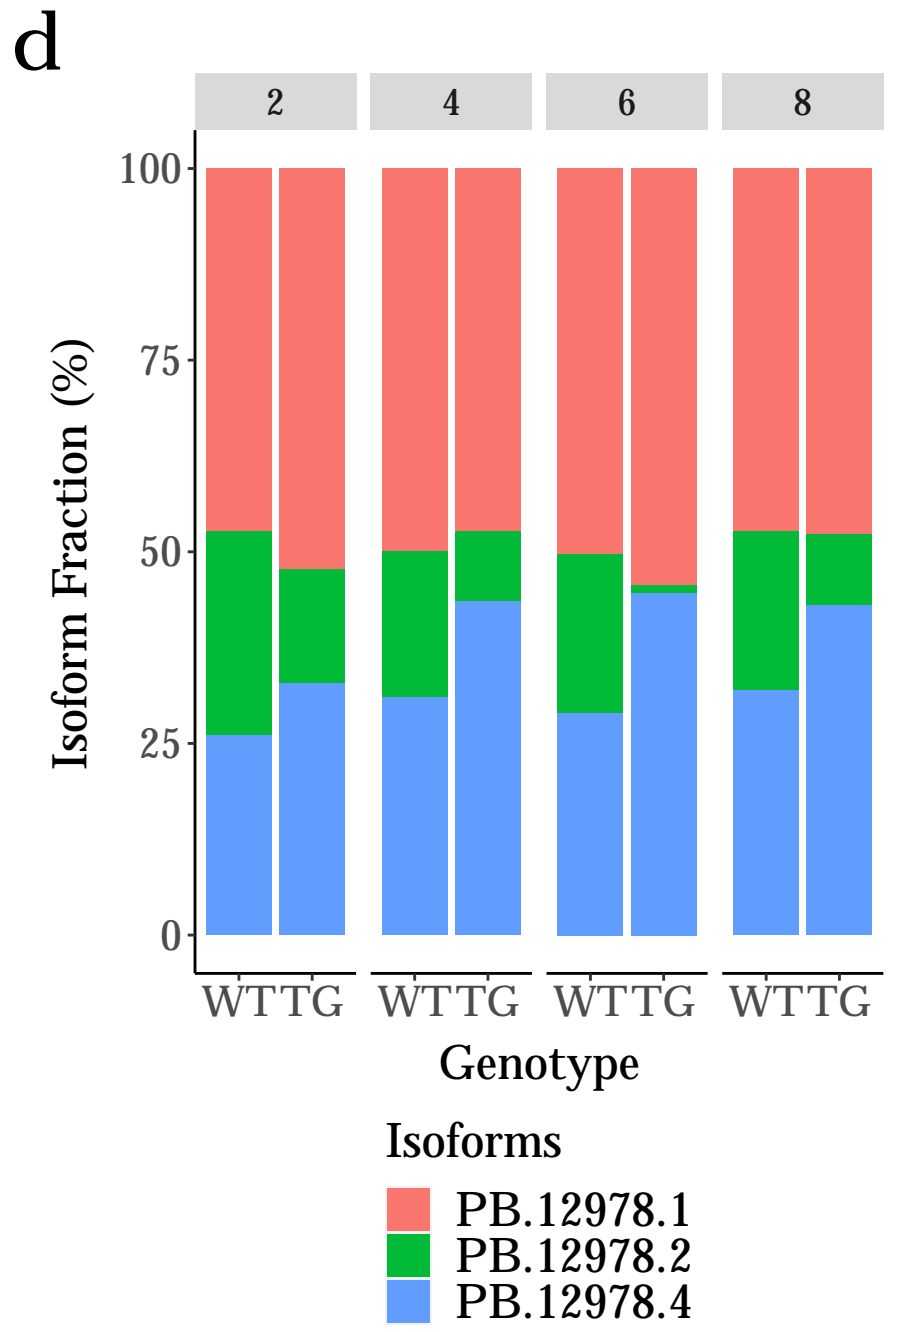 d
2 4 6 8
100
75
50
25
0
Isoform Fraction (%)
WT TG WT TG WT TG WT TG
Genotype
Isoforms
PB.12978.1
PB.12978.2
PB.12978.4